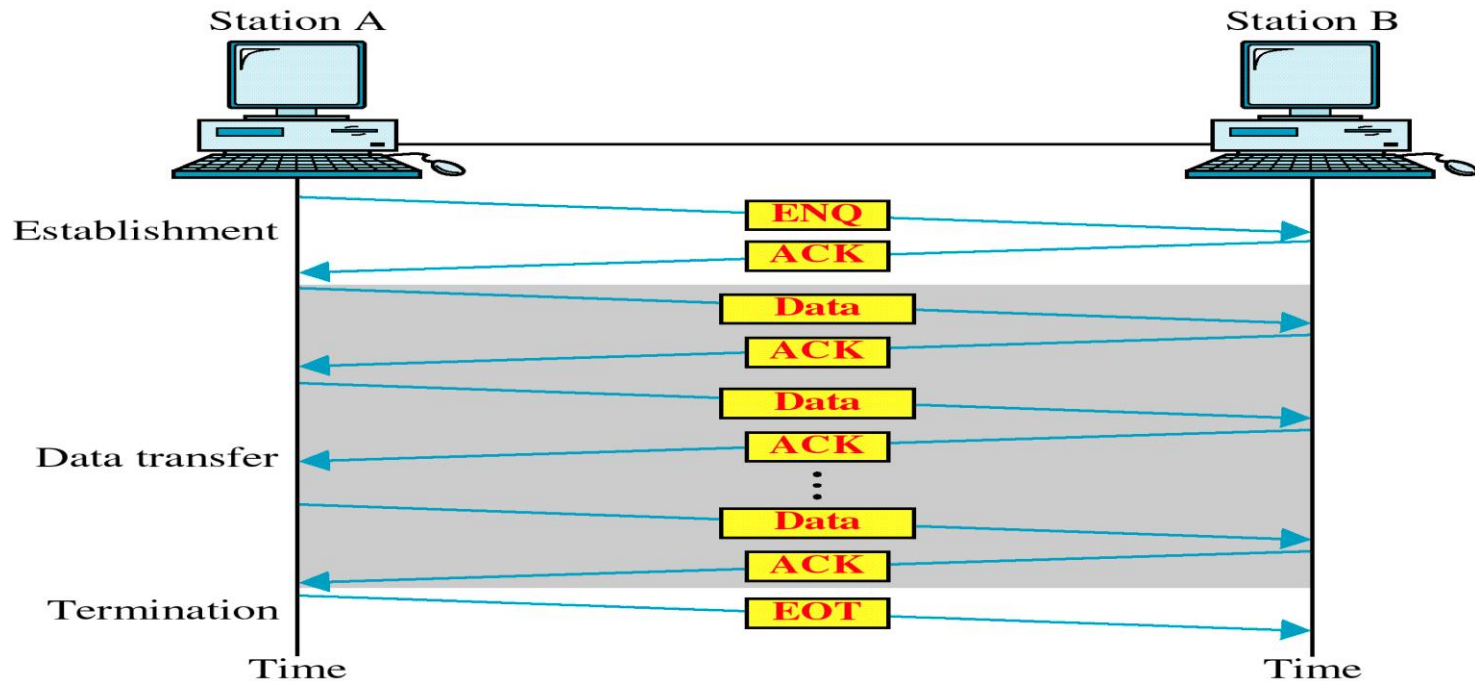 Station A
Station B
ENQ
Establishment
ACK
Data
ACK
Data
ACK
Data transfer
Data
ACK
Termination
EOT
Time
Time